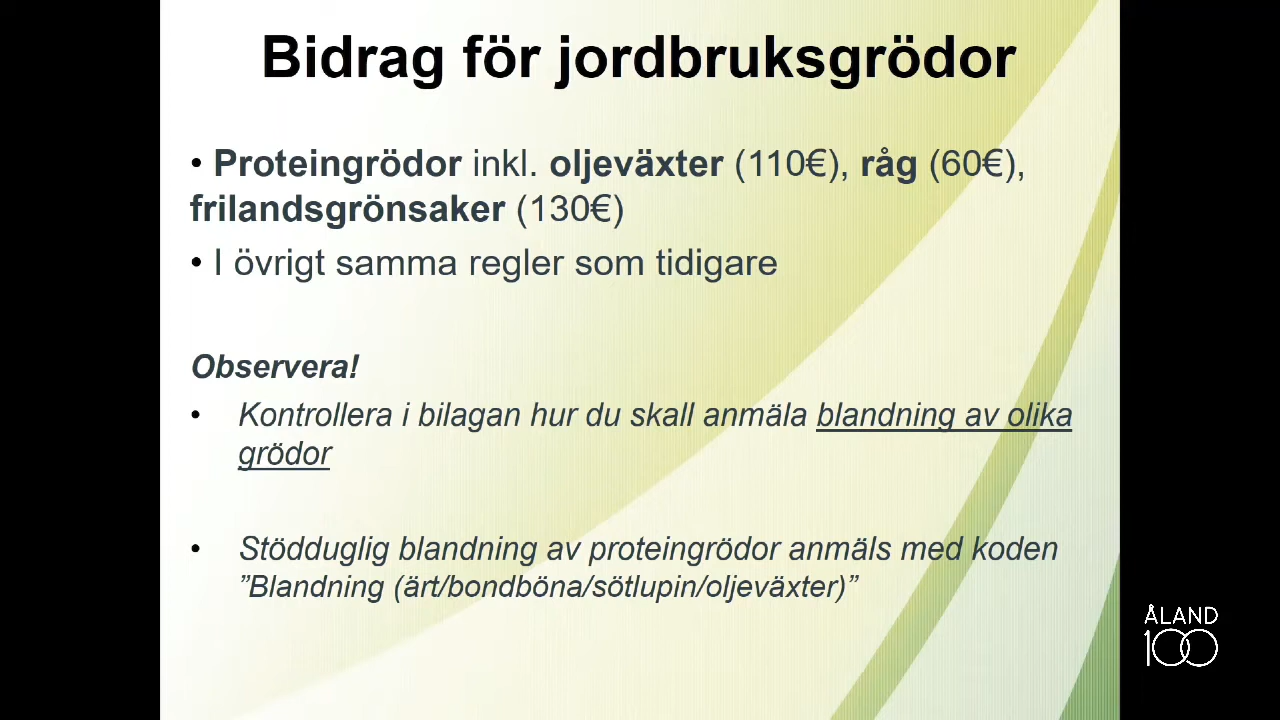 Bidrag för jordbruksgrödor
• Proteingrödor inkl. oljeväxter (110€), råg (60€),
frilandsgrönsaker (130€)
• I övrigt samma regler som tidigare
Observera!
• Kontrollera i bilagan hur du skall anmäla blandning av olika
grödor
• Stödduglig blandning av proteingrödor anmäls med koden
”Blandning (ärt/bondböna/sötlupin/oljeväxter)”
ÅLAND
100